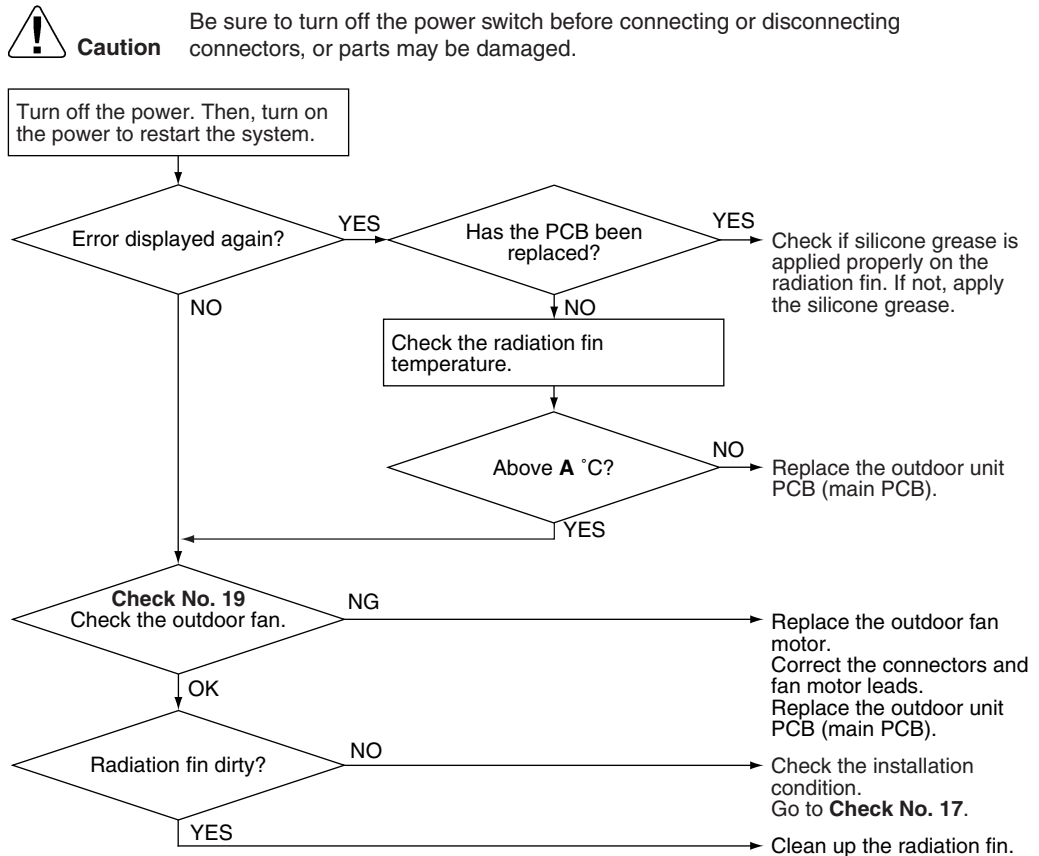 Caution
Be sure to turn off the power switch before connecting or disconnecting
connectors, or parts may be damaged.
Turn off the power. Then, turn on
the power to restart the system.
Error displayed again?
YES
Has the PCB been
replaced?
YES
Check if silicone grease is
applied properly on the
radiation fin. If not, apply
the silicone grease.
NO
NO
Check the radiation fin
temperature.
Above A ˚C?
NO
Replace the outdoor unit
PCB (main PCB).
YES
Check No. 19
Check the outdoor fan.
NG
Replace the outdoor fan
motor.
Correct the connectors and
fan motor leads.
Replace the outdoor unit
PCB (main PCB).
OK
Radiation fin dirty?
NO
Check the installation
condition.
Go to Check No. 17.
YES
Clean up the radiation fin.